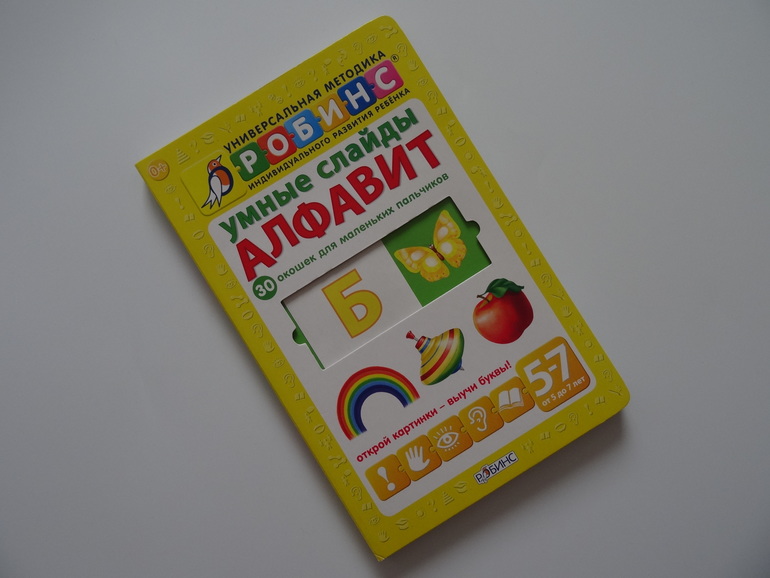 0+
УНИВЕРСАЛЬНАЯ МЕТОДИКА
РОБИНС®
ИНДИВИДУАЛЬНОГО РАЗВИТИЯ РЕБЁНКА
УМНЫЕ СЛАЙДЫ
АЛФАВИТ
30 окошек для маленьких пальчиков
Б
открой картинки – выучи буквы!
5-7
от 5 до 7 лет
РОБИНС